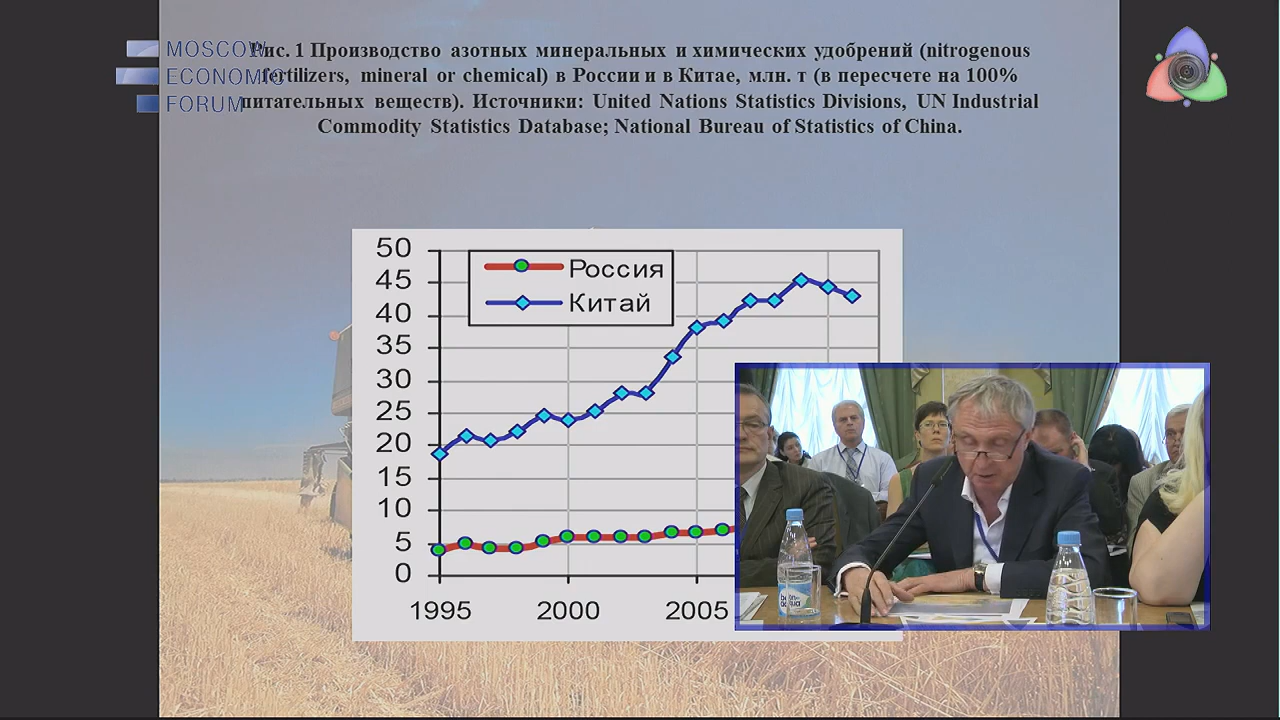 MOSCOW
ECONOMIC
FORUM
Рис. 1 Производство азотных минеральных и химических удобрений (nitrogenous
fertilizers, mineral or chemical) в России и в Китае, млн. т (в пересчете на 100%
питательных веществ). Источники: United Nations Statistics Divisions, UN Industrial
Commodity Statistics Database; National Bureau of Statistics of China.
Россия
Китай
50
45
40
35
30
25
20
15
10
5
0
1995 2000 2005